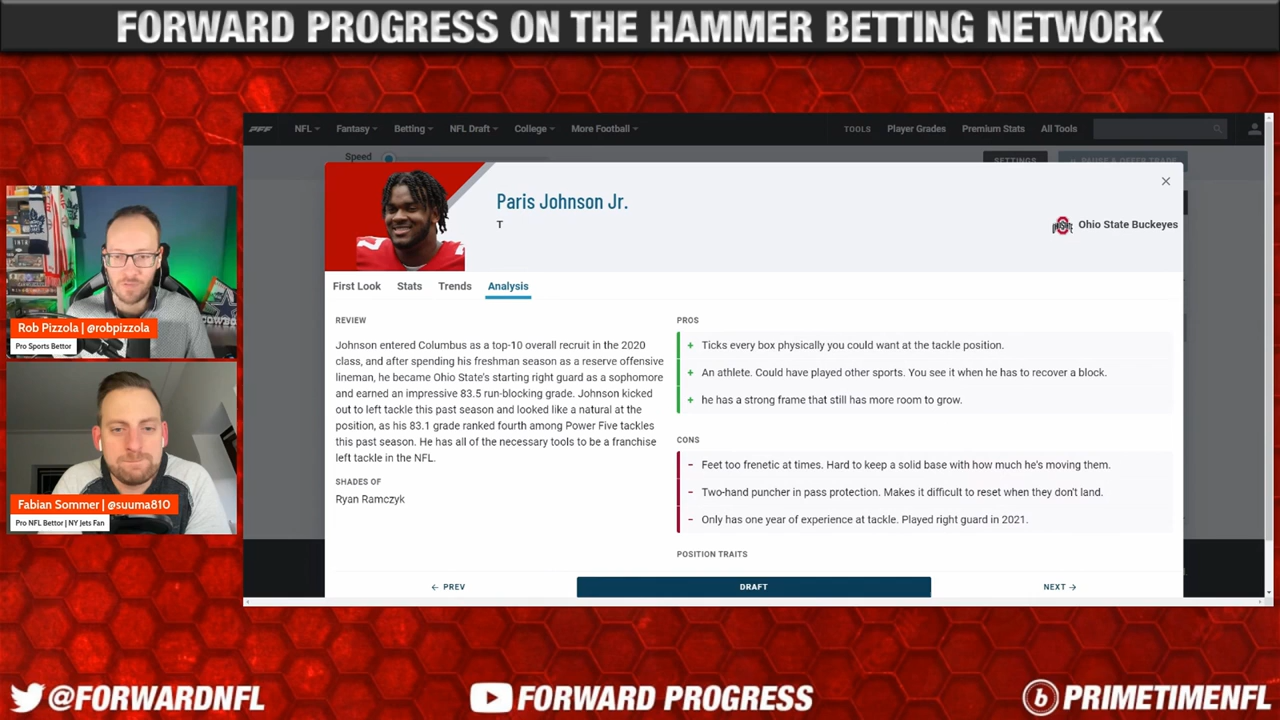 FORWARD PROGRESS ON THE HAMMER BETTING NETWORK
PFF NFL Fantasy Betting NFL Draft College More Football TOOLS Player Grades Premium Stats All Tools
Speed
SETTINGS PAUSE & OFFER TRADE
Paris Johnson Jr.
T
Ohio State Buckeyes
First Look Stats Trends Analysis
REVIEW
Johnson entered Columbus as a top-10 overall recruit in the 2020
class, and after spending his freshman season as a reserve offensive
lineman, he became Ohio State's starting right guard as a sophomore
and earned an impressive 83.5 run-blocking grade. Johnson kicked
out to left tackle this past season and looked like a natural at the
position, as his 83.1 grade ranked fourth among Power Five tackles
this past season. He has all of the necessary tools to be a franchise
left tackle in the NFL.
SHADES OF
Ryan Ramczyk
PROS
+ Ticks every box physically you could want at the tackle position.
+ An athlete. Could have played other sports. You see it when he has to recover a block.
+ he has a strong frame that still has more room to grow.
CONS
- Feet too frenetic at times. Hard to keep a solid base with how much he's moving them.
- Two-hand puncher in pass protection. Makes it difficult to reset when they don't land.
- Only has one year of experience at tackle. Played right guard in 2021.
POSITION TRAITS
← PREV DRAFT NEXT →
Rob Pizzola | @robpizzola
Pro Sports Bettor
Fabian Sommer | @suuma810
Pro NFL Bettor | NY Jets Fan
@FORWARDNFL FORWARD PROGRESS b PRIMETIMENFL